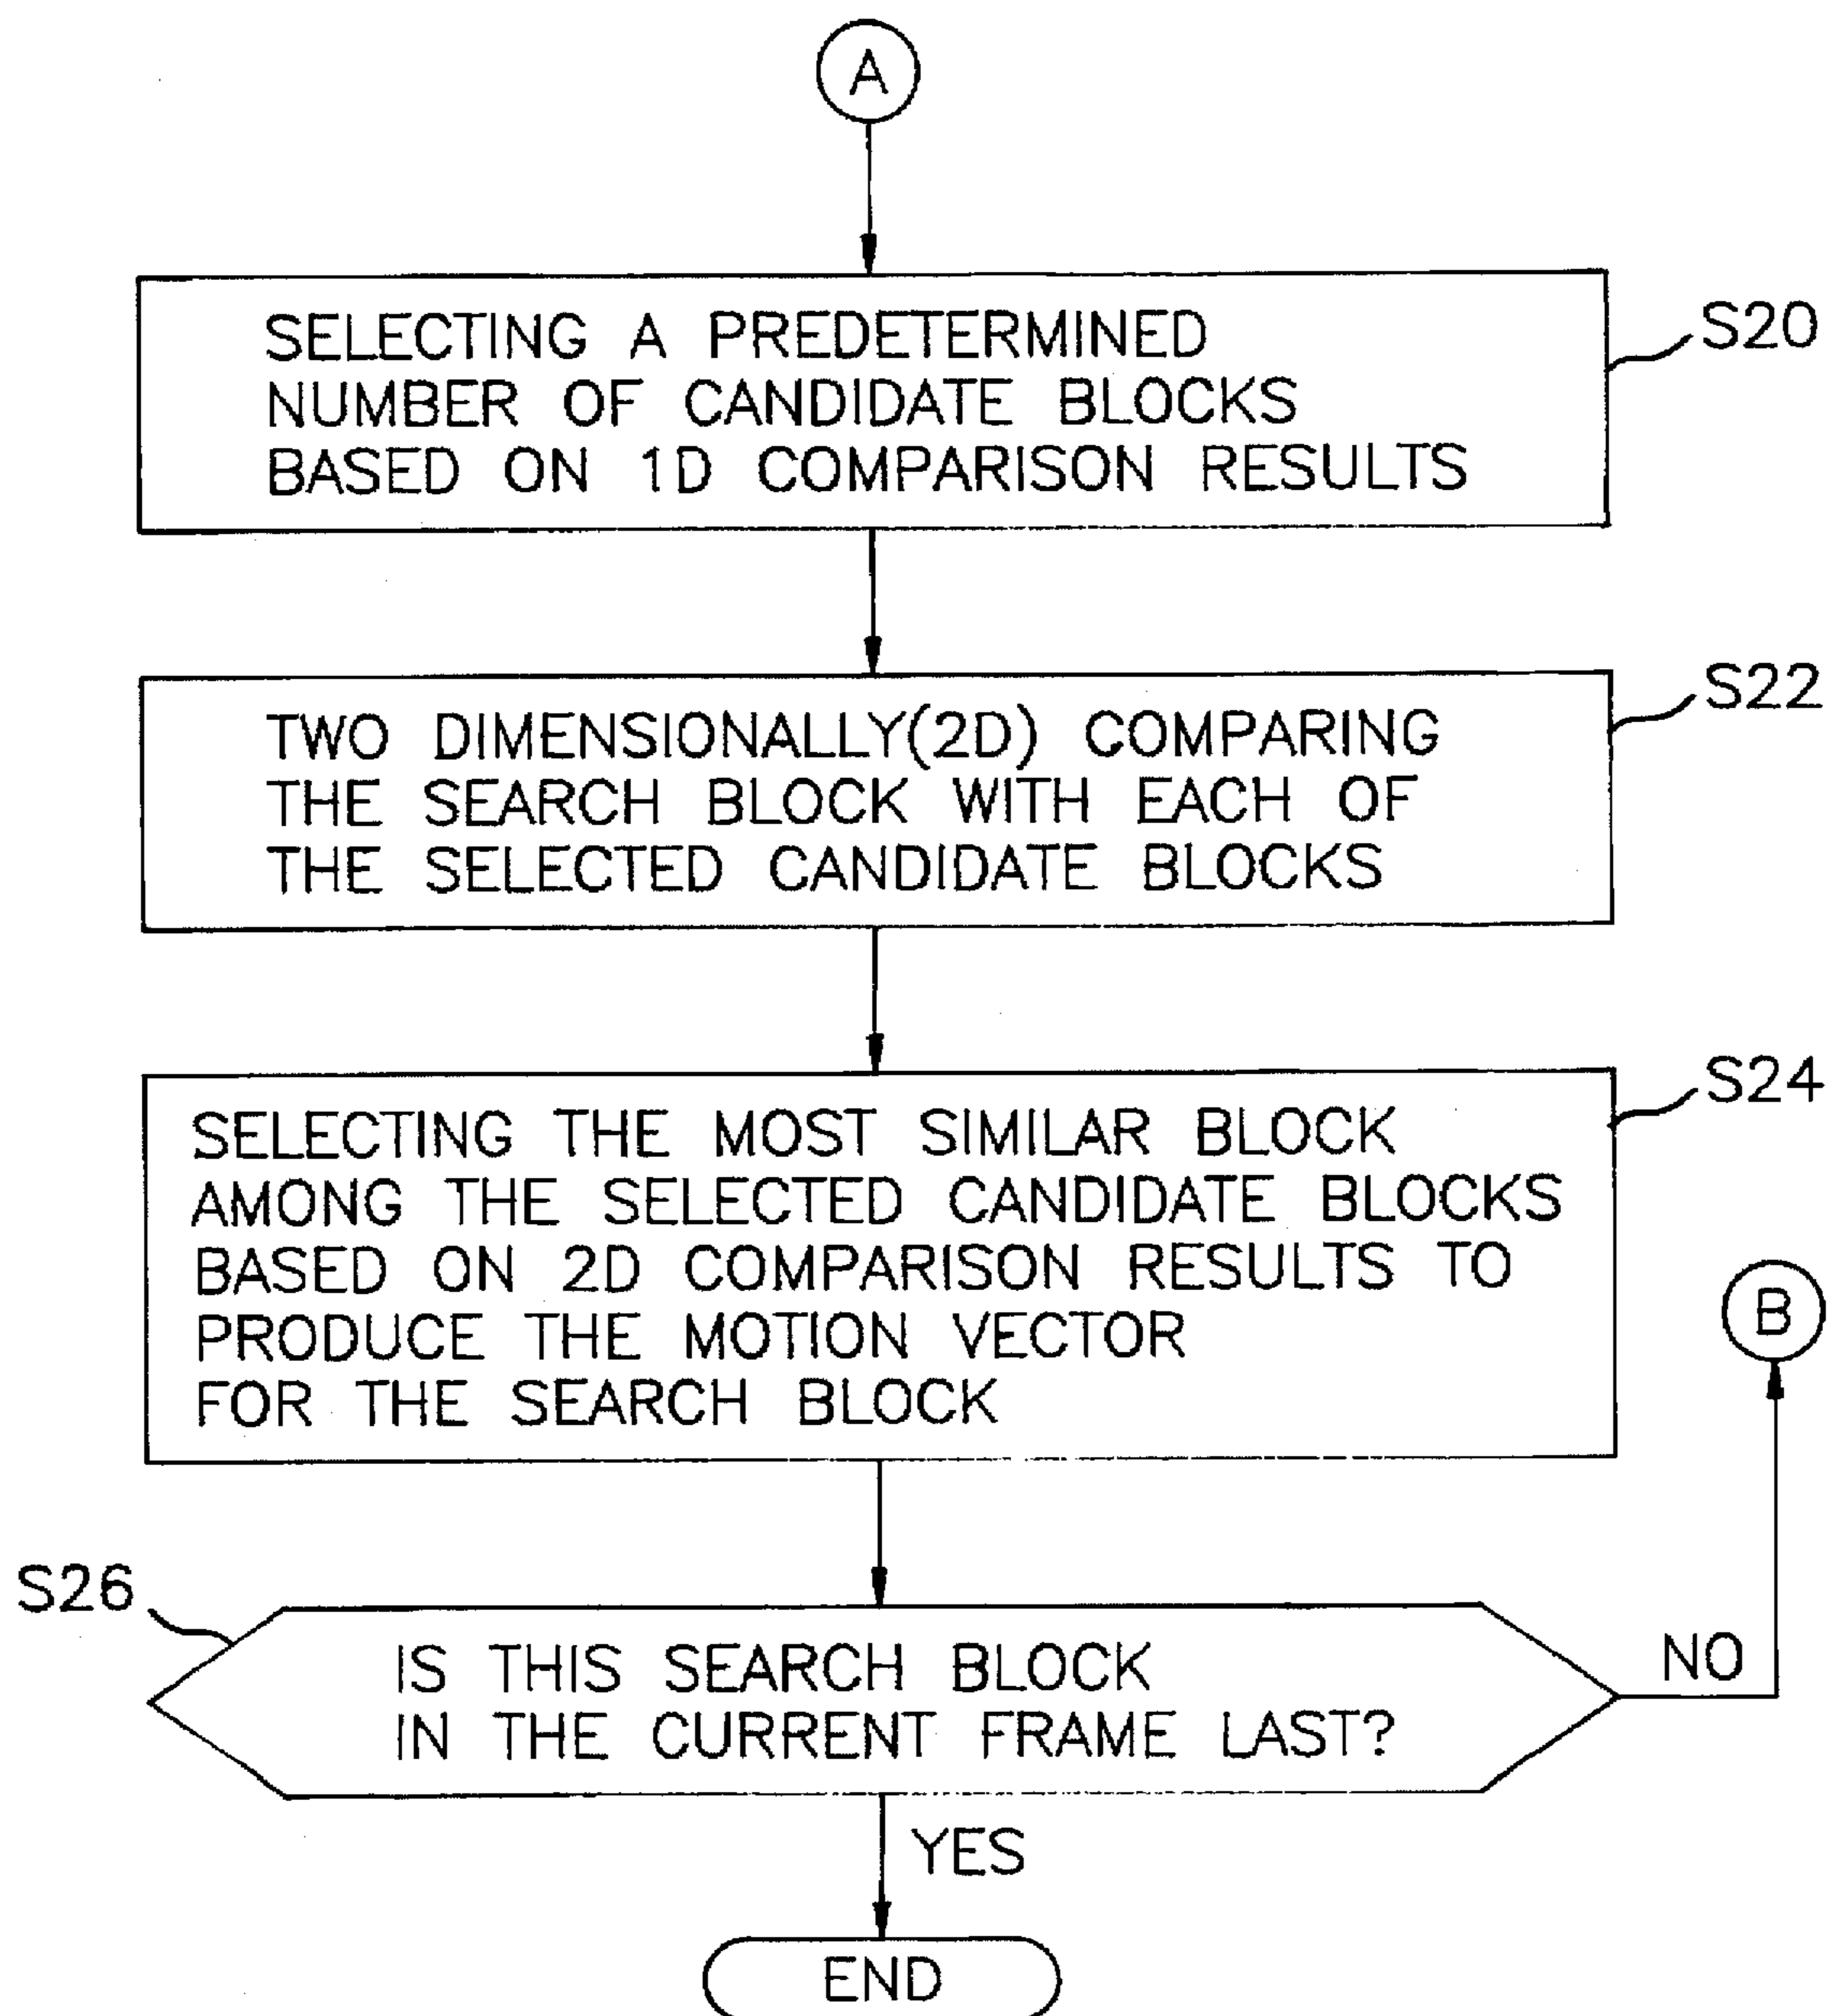 A
SELECTING A PREDETERMINED
NUMBER OF CANDIDATE BLOCKS
BASED ON 1D COMPARISON RESULTS
S20
TWO DIMENSIONALLY(2D) COMPARING
THE SEARCH BLOCK WITH EACH OF
THE SELECTED CANDIDATE BLOCKS
S22
SELECTING THE MOST SIMILAR BLOCK
AMONG THE SELECTED CANDIDATE BLOCKS
BASED ON 2D COMPARISON RESULTS TO
PRODUCE THE MOTION VECTOR
FOR THE SEARCH BLOCK
S24
B
S26
IS THIS SEARCH BLOCK
IN THE CURRENT FRAME LAST?
NO
YES
END